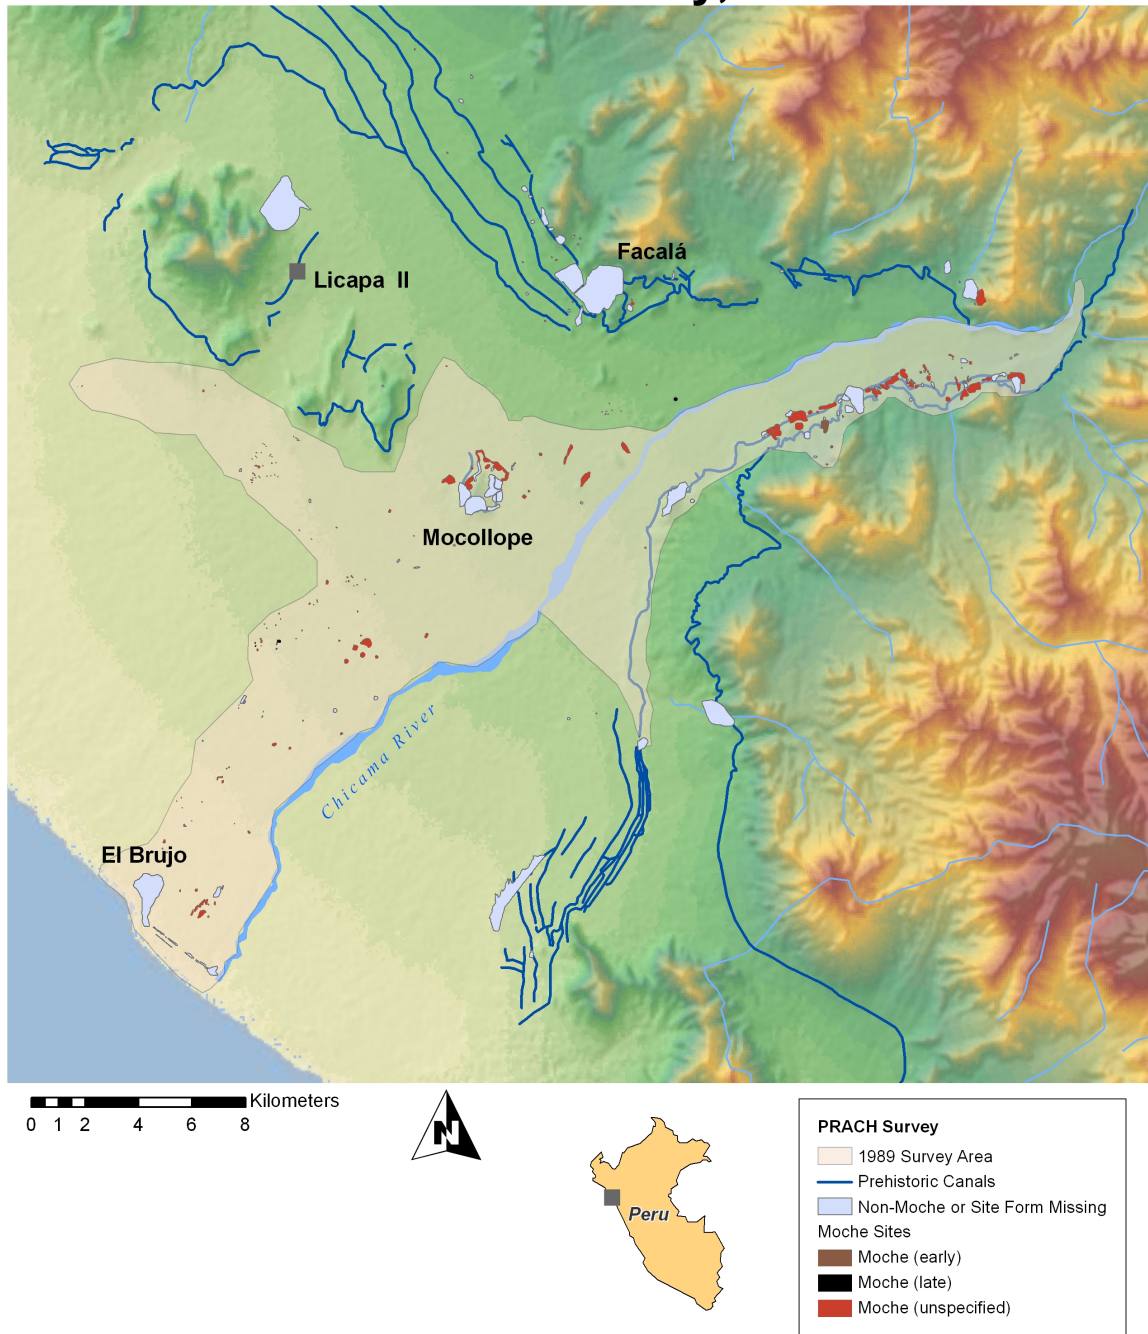 Facalá
Licapa II
Mocollope
Chicama River
El Brujo
Kilometers
0 1 2 4 6 8
N
Peru
PRACH Survey
1989 Survey Area
Prehistoric Canals
Non-Moche or Site Form Missing
Moche Sites
Moche (early)
Moche (late)
Moche (unspecified)